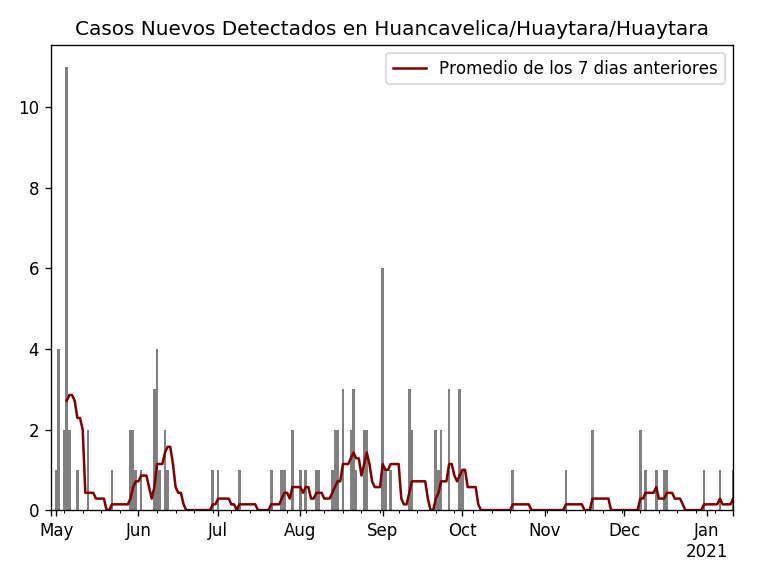 Casos Nuevos Detectados en Huancavelica/Huaytara/Huaytara
Promedio de los 7 dias anteriores
10
8
6
4
2
0
May Jun Jul Aug Sep Oct Nov Dec Jan
2021